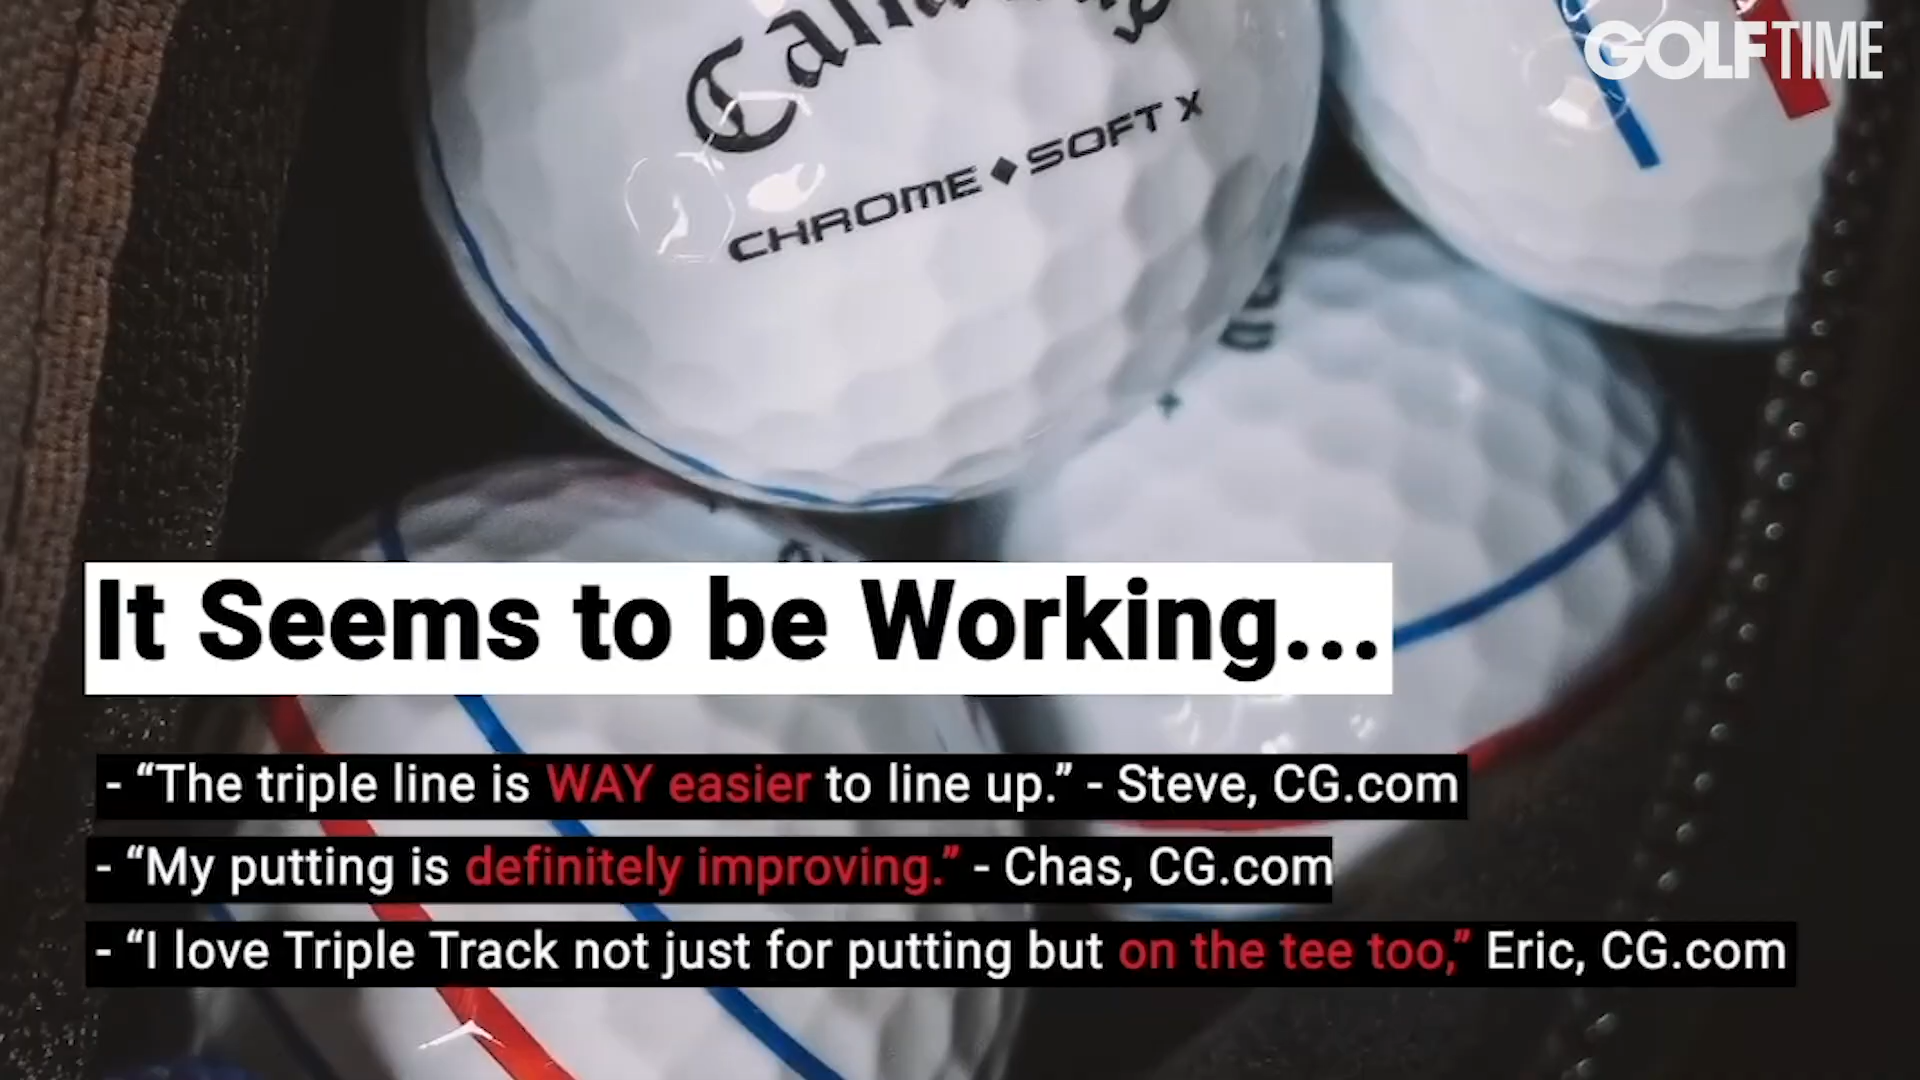 GOLFTIME
CHROME◆SOFT X
It Seems to be Working...
- “The triple line is WAY easier to line up.” - Steve, CG.com
- “My putting is definitely improving.” - Chas, CG.com
- “I love Triple Track not just for putting but on the tee too,” Eric, CG.com